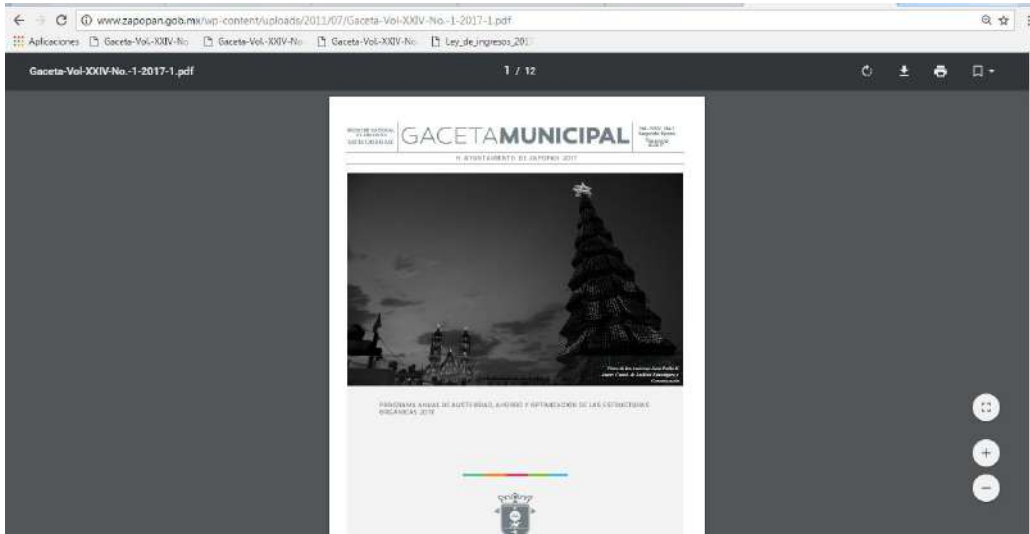 www.zapopan.gob.mx/wp-content/uploads/2011/07/Gaceta-Vol-XXIV-No.-1-2017-1.pdf
Aplicaciones Gaceta-Vol.-XXIV-No Gaceta-Vol.-XXIV-No Gaceta-Vol.-XXIV-No Ley_de_ingresos_201
Gaceta-Vol-XXIV-No.-1-2017-1.pdf 1 / 12
GACETAMUNICIPAL
H. AYUNTAMIENTO DE ZAPOPAN 2017
PROGRAMA ANUAL DE AUSTERIDAD, AHORRO Y OPTIMIZACIÓN DE LAS ESTRUCTURAS
ORGÁNICAS